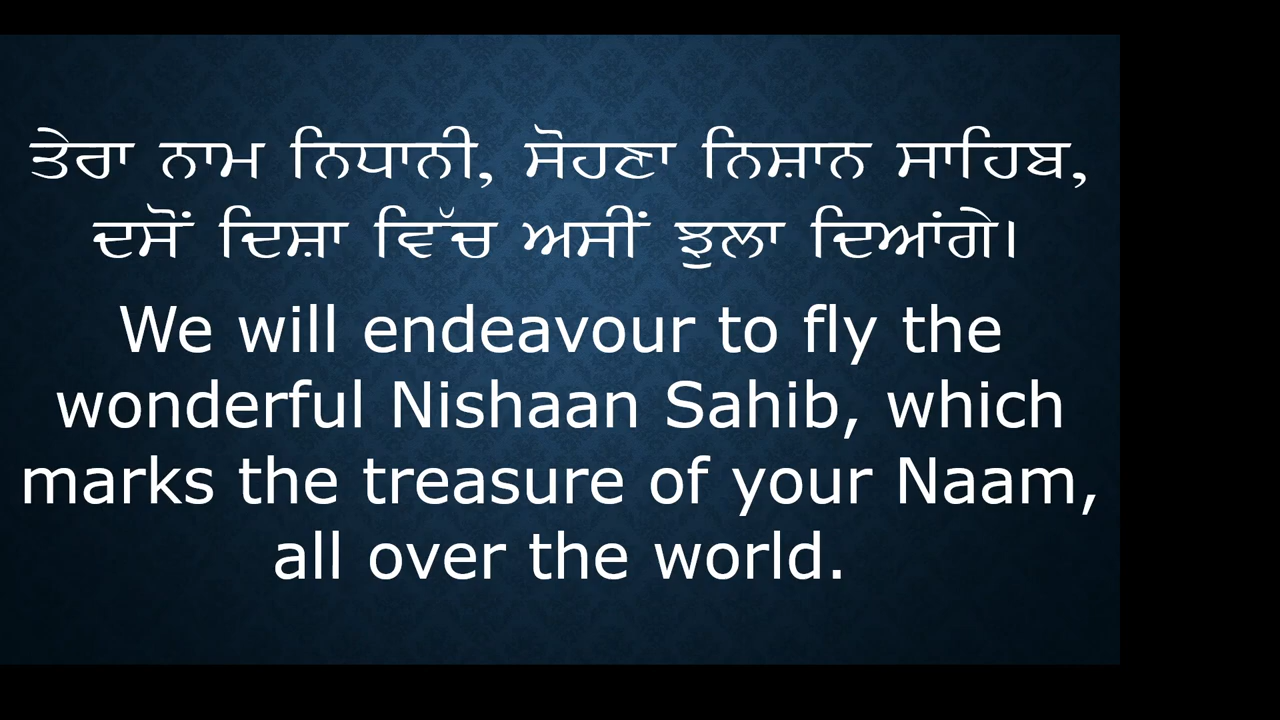 ਤੇਰਾ ਨਾਮ ਨਿਧਾਨੀ, ਸੋਹਣਾ ਨਿਸ਼ਾਨ ਸਾਹਿਬ,
ਦਸੋਂ ਦਿਸ਼ਾ ਵਿੱਚ ਅਸੀਂ ਝੁਲਾ ਦਿਆਂਗੇ।
We will endeavour to fly the
wonderful Nishaan Sahib, which
marks the treasure of your Naam,
all over the world.